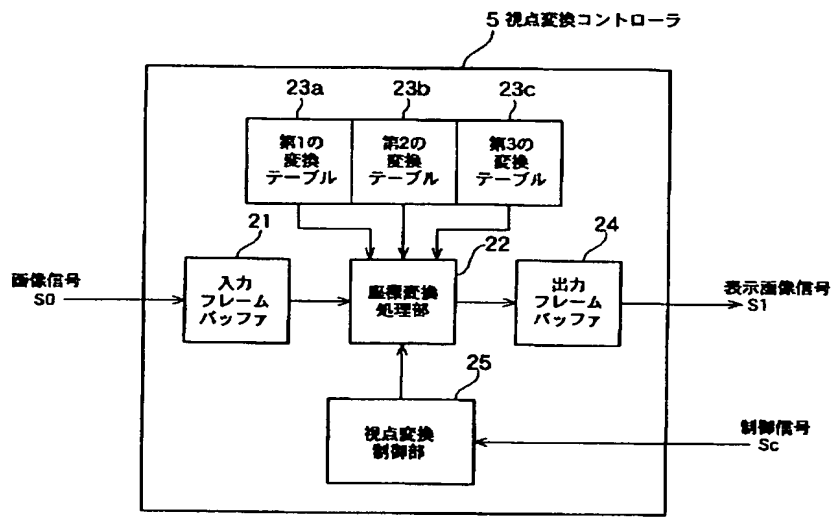 5 視点変換コントローラ
23a
23b
23c
第1の
変換
テーブル
第2の
変換
テーブル
第3の
変換
テーブル
21
22
24
画像信号
S0
入力
フレーム
バッファ
座標変換
処理部
出力
フレーム
バッファ
表示画像信号
S1
25
視点変換
制御部
制御信号
Sc